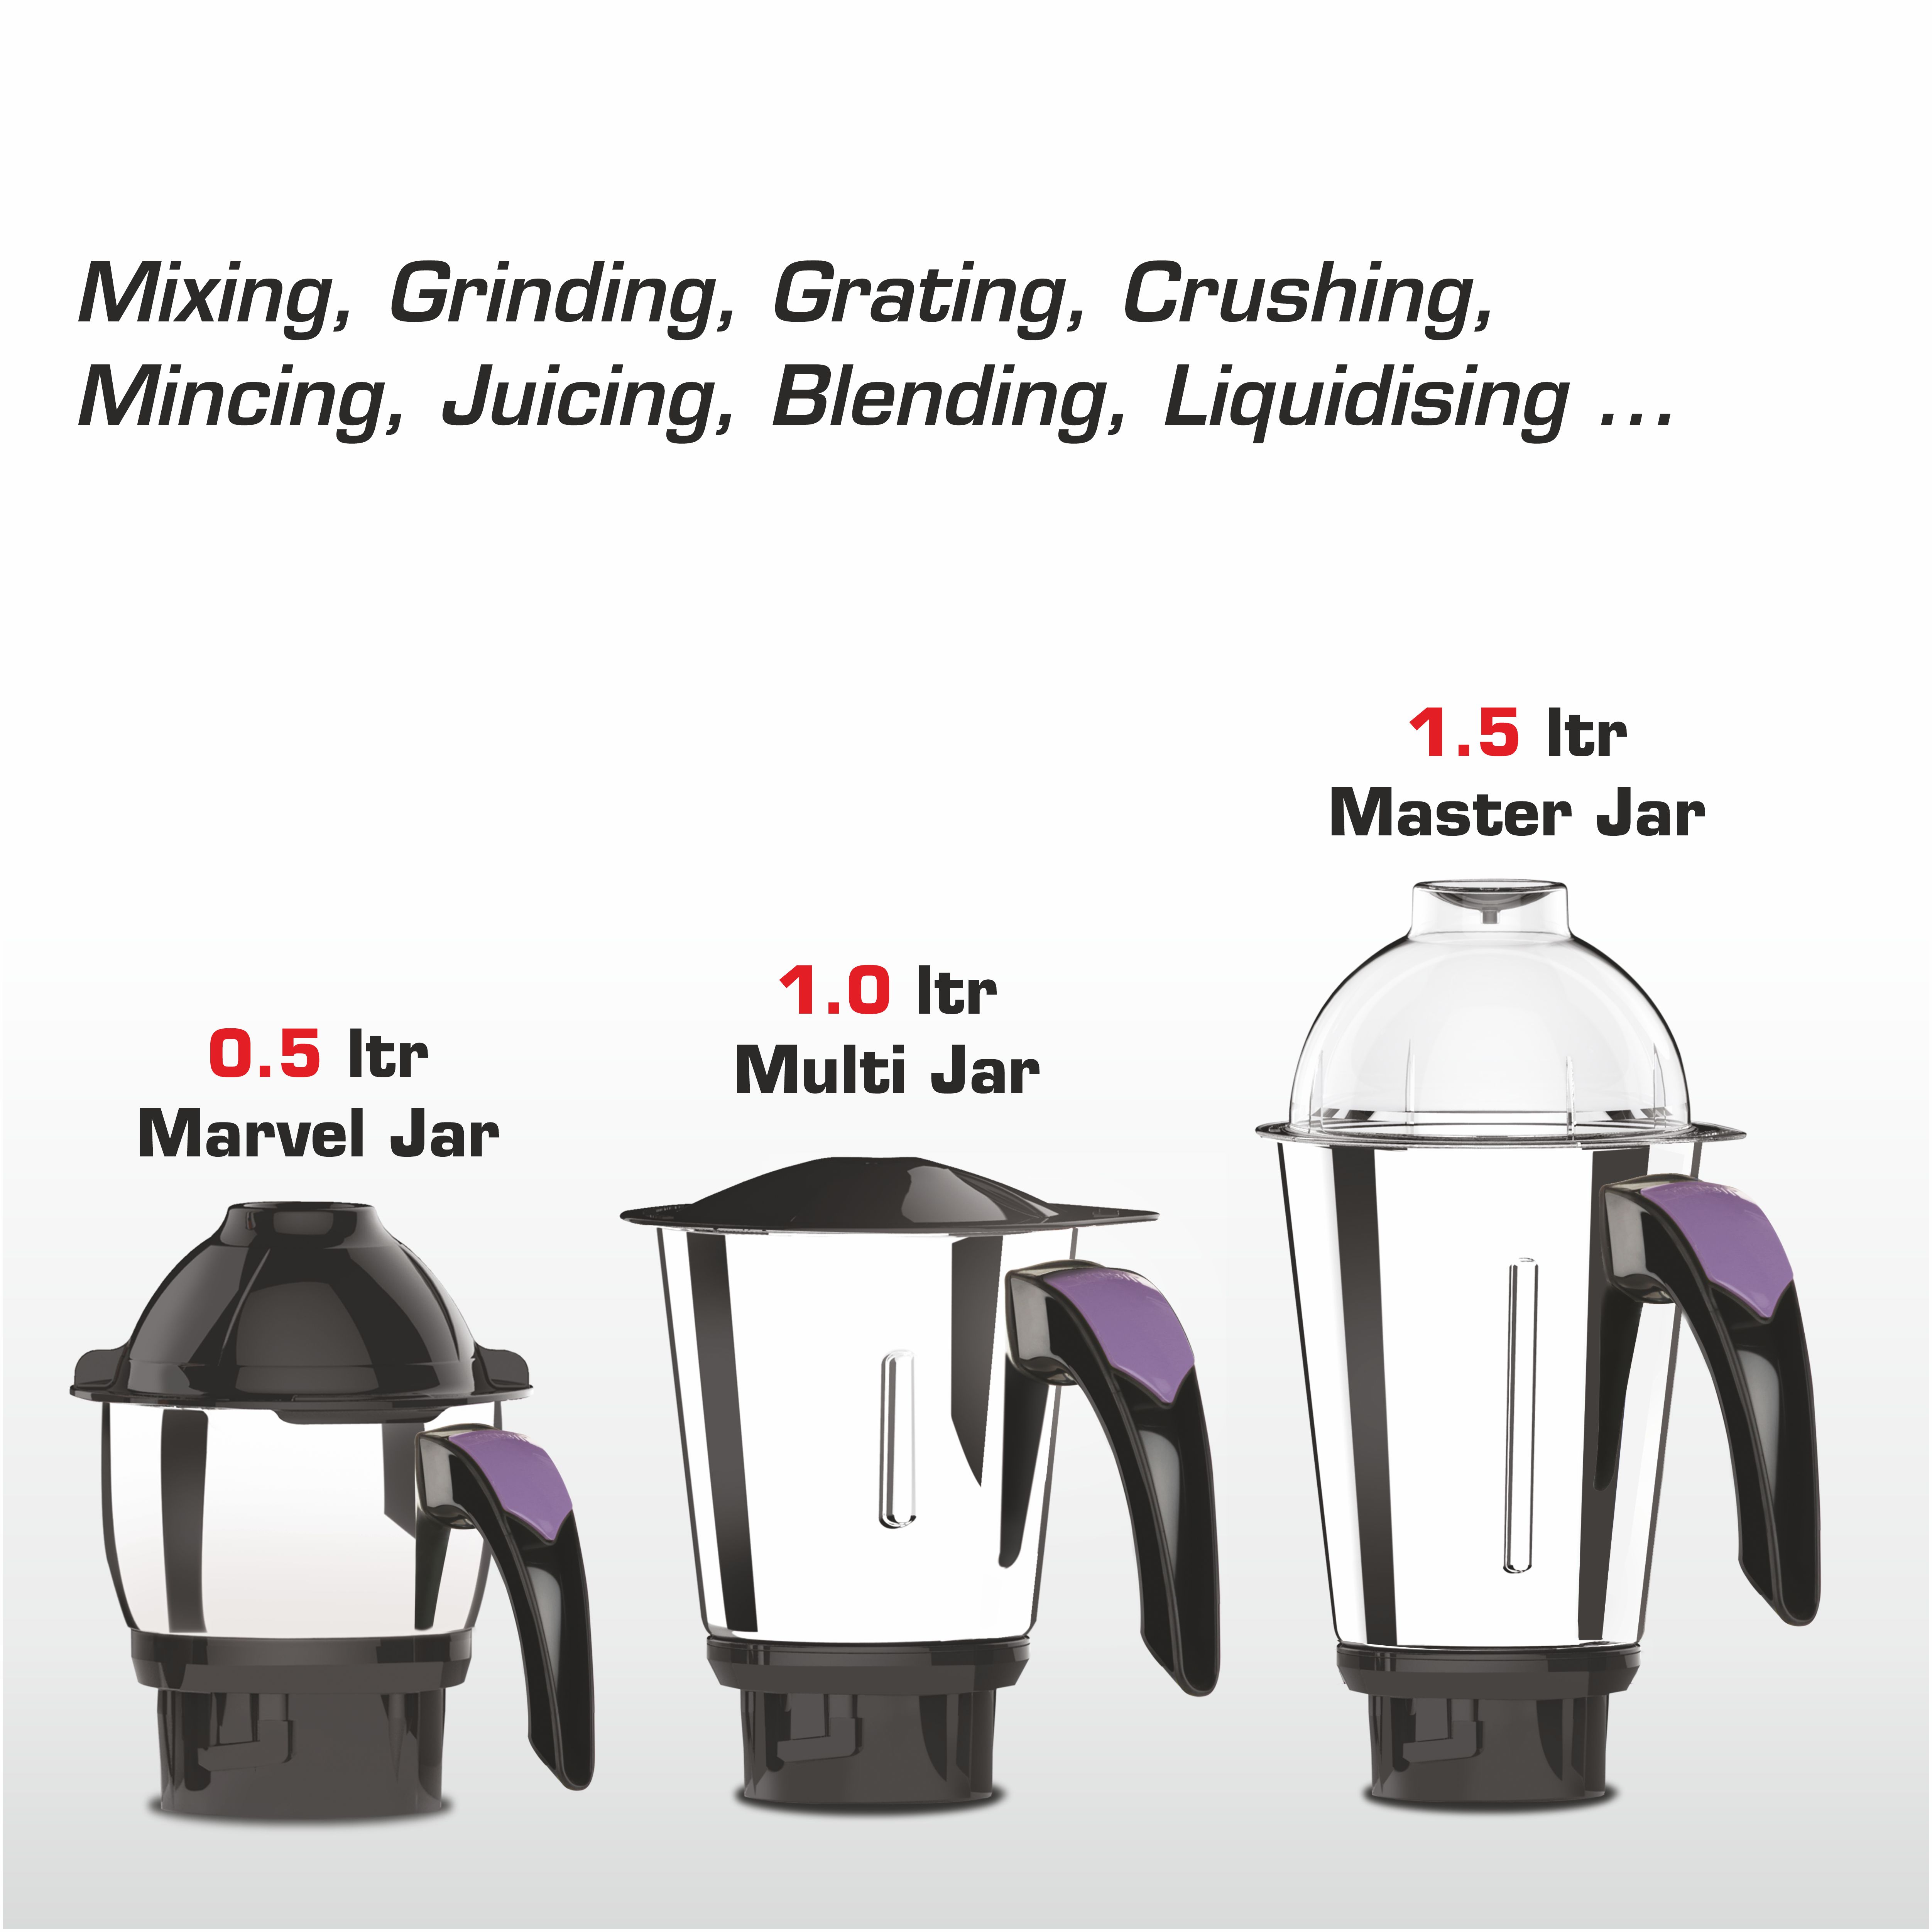 Mixing, Grinding, Grating, Crushing,
Mincing, Juicing, Blending, Liquidising ...
1.5 ltr
Master Jar
1.0 ltr
Multi Jar
0.5 ltr
Marvel Jar